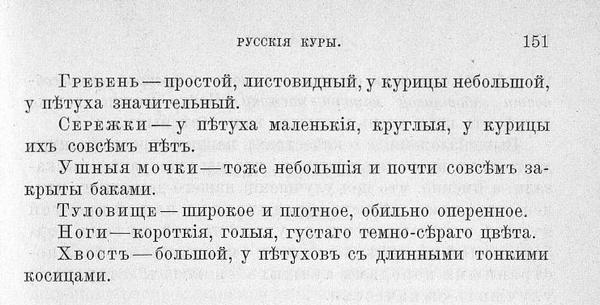 РУССКІЯ КУРЫ. 151
Гребень—простой, листовидный, у курицы небольшой,
у пѣтуха значительный.
Сережки—у пѣтуха маленькія, круглыя, у курицы
ихъ совсѣмъ нѣтъ.
Ушныя мочки—тоже небольшія и почти совсѣмъ за-
крыты баками.
Туловище—широкое и плотное, обильно оперенное.
Ноги—короткія, голыя, густаго темно-сѣраго цвѣта.
Хвостъ—большой, у пѣтуховъ съ длинными тонкими
косицами.